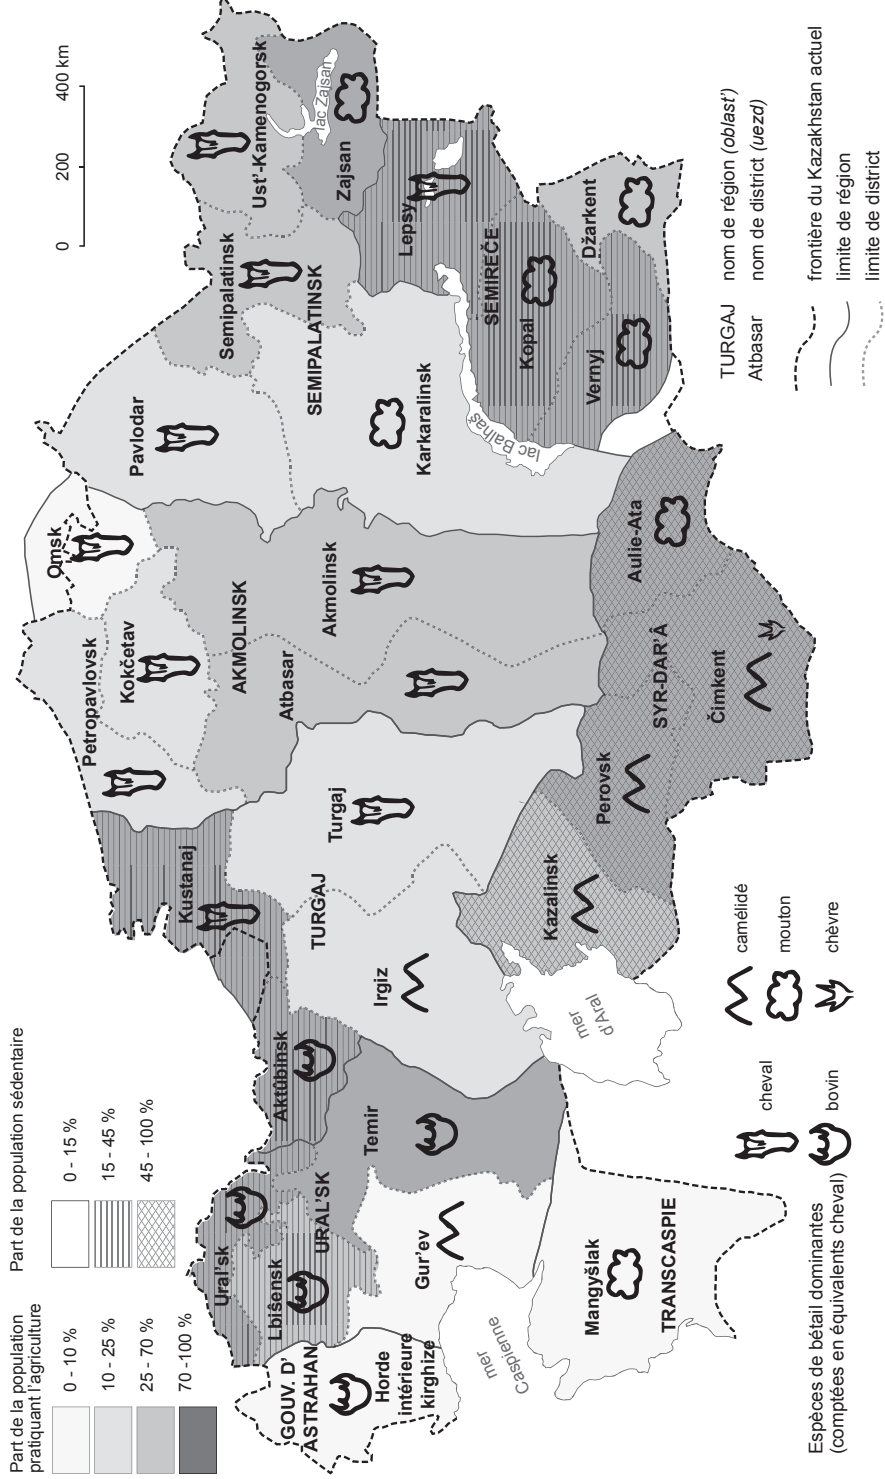 Part de la population
pratiquant l'agriculture
0 - 10 %
10 - 25 %
25 - 70 %
70 -100 %
Part de la population sédentaire
0 - 15 %
15 - 45 %
45 - 100 %
0 200 400 km
Omsk
Petropavlovsk
Kokčetav
Pavlodar
Semipalatinsk
Ust'-Kamenogorsk
lac Zajsan
Zajsan
Kustanaj
AKMOLINSK
Atbasar
Akmolinsk
SEMIPALATINSK
Karkaralinsk
Lepsy
SEMIREČE
Kopal
Džarkent
Vernyj
lac Balhaš
Ural'sk
Lbišensk
URAL'SK
Aktûbinsk
Temir
TURGAJ
Turgaj
Irgiz
GOUV. D'
ASTRAHAN
Horde
intérieure
kirghize
Gur'ev
mer
Caspienne
Mangyšlak
TRANSCASPIE
mer
d'Aral
Kazalinsk
Perovsk
SYR-DAR'Â
Čimkent
Aulie-Ata
Espèces de bétail dominantes
(comptées en équivalents cheval)
cheval
bovin
camélidé
mouton
chèvre
TURGAJ nom de région (oblast')
Atbasar nom de district (uezd)
frontière du Kazakhstan actuel
limite de région
limite de district